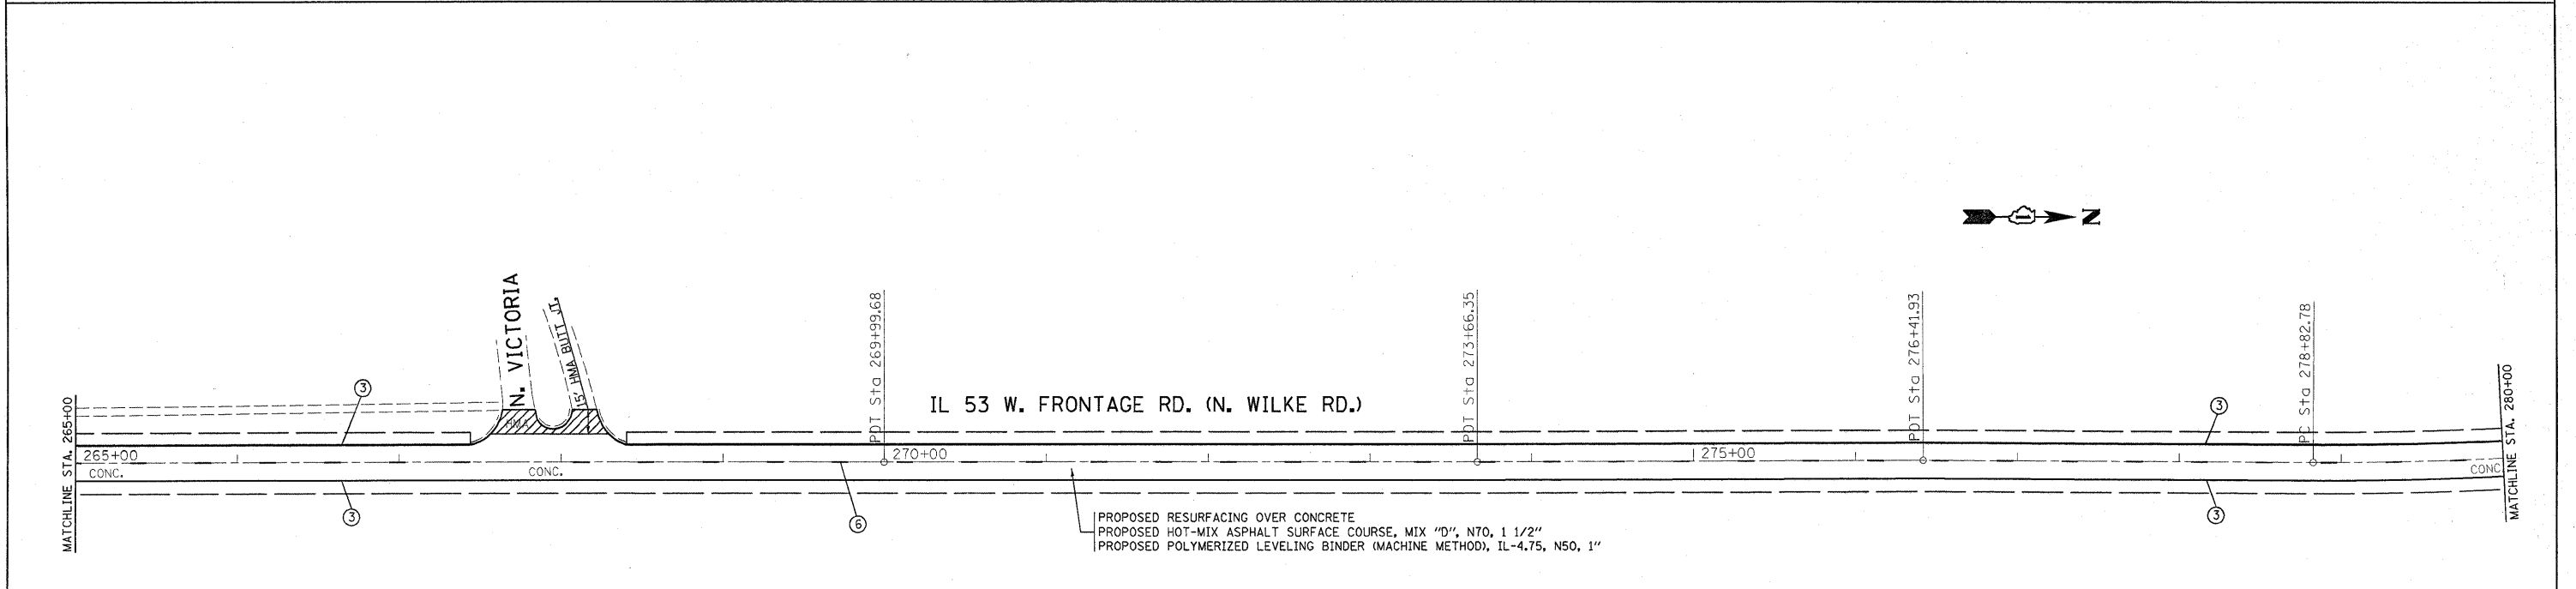 N
N. VICTORIA
15' HMA BUTT JT.
HMA
POT Sta 269+99.68
POT Sta 273+66.35
POT Sta 276+41.93
PC Sta 278+82.78
IL 53 W. FRONTAGE RD. (N. WILKE RD.)
MATCHLINE STA. 265+00
MATCHLINE STA. 280+00
3
3
265+00
270+00
275+00
CONC.
CONC.
CONC.
3
6
3
PROPOSED RESURFACING OVER CONCRETE
PROPOSED HOT-MIX ASPHALT SURFACE COURSE, MIX "D", N70, 1 1/2"
PROPOSED POLYMERIZED LEVELING BINDER (MACHINE METHOD), IL-4.75, N50, 1"